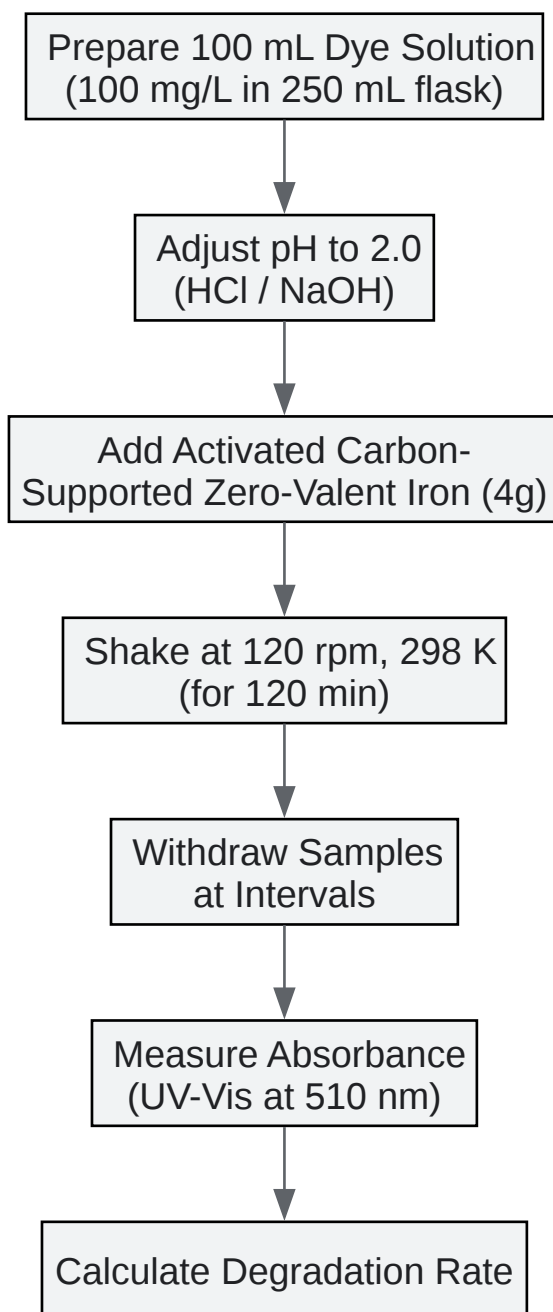 Prepare 100 mL Dye Solution
(100 mg/L in 250 mL flask)
Adjust pH to 2.0
(HCl / NaOH)
Add Activated Carbon-
Supported Zero-Valent Iron (4g)
Shake at 120 rpm, 298 K
(for 120 min)
Withdraw Samples
at Intervals
Measure Absorbance
(UV-Vis at 510 nm)
Calculate Degradation Rate